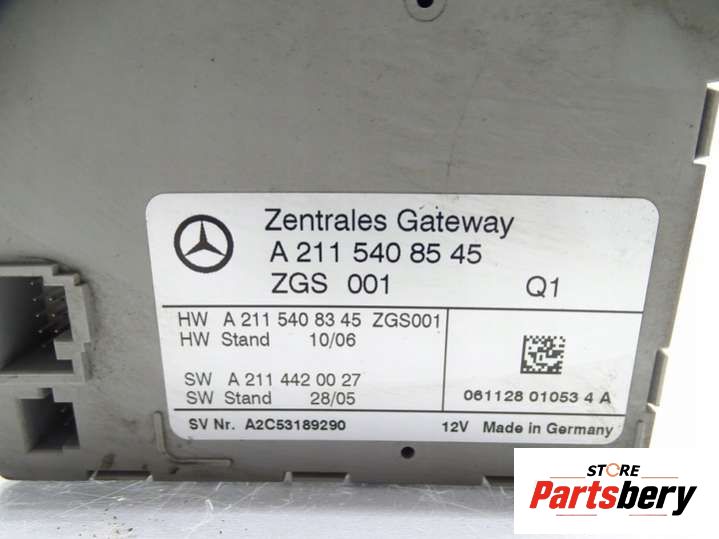 Zentrales Gateway
A 211 540 85 45
ZGS 001 Q1
HW A 211 540 83 45 ZGS001
HW Stand 10/06
SW A 211 442 00 27
SW Stand 28/05
061128 01053 4 A
SV Nr. A2C53189290 12V Made in Germany
STORE
Partsbery